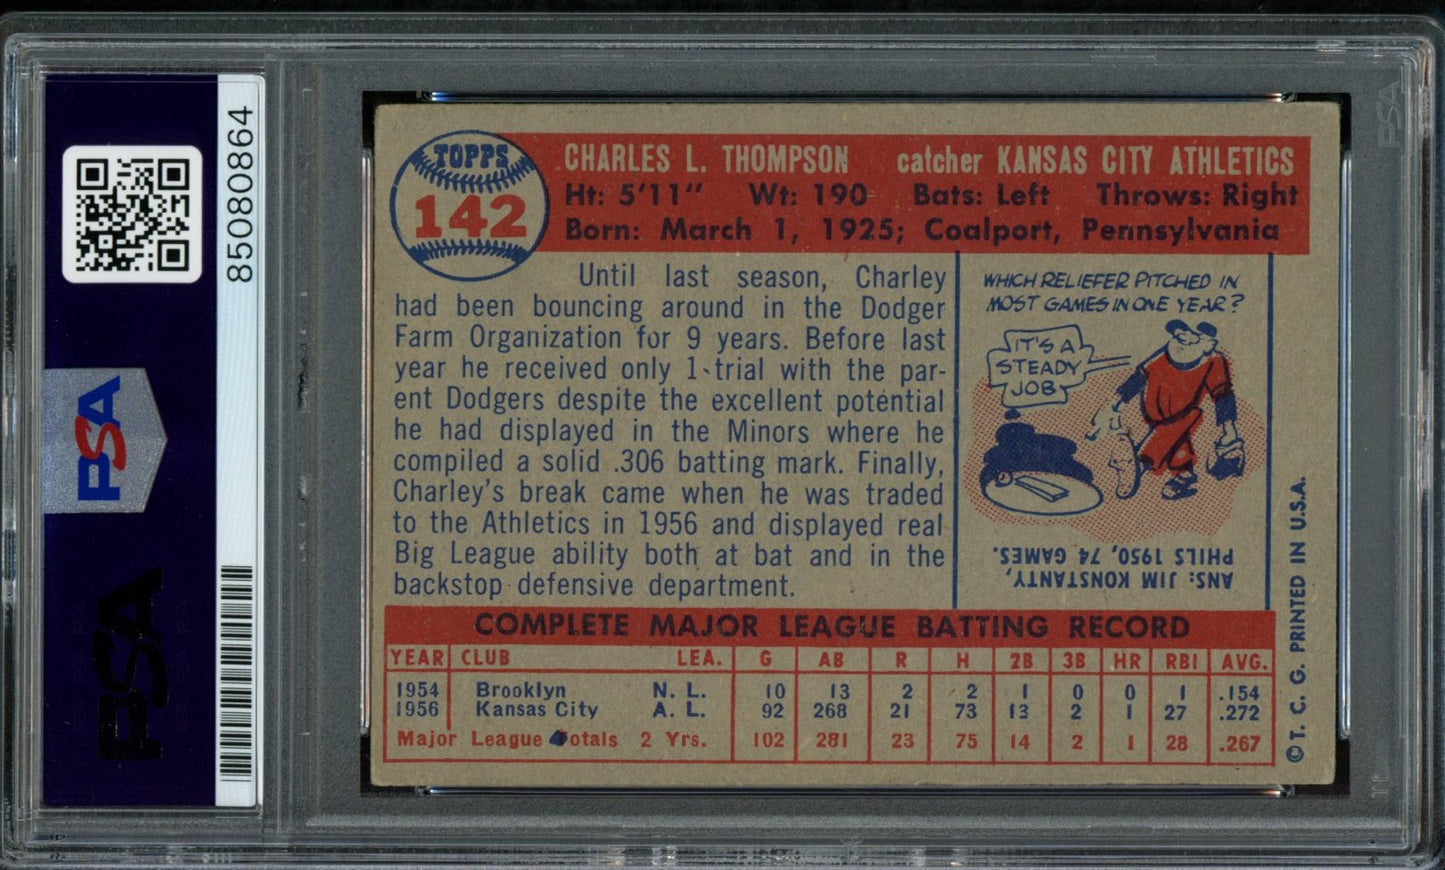 85080864
PSA
PSA
TOPPS
142
CHARLES L. THOMPSON catcher KANSAS CITY ATHLETICS
Ht: 5'11" Wt: 190 Bats: Left Throws: Right
Born: March 1, 1925; Coalport, Pennsylvania
Until last season, Charley
had been bouncing around in the Dodger
Farm Organization for 9 years. Before last
year he received only 1 trial with the par-
ent Dodgers despite the excellent potential
he had displayed in the Minors where he
compiled a solid .306 batting mark. Finally,
Charley's break came when he was traded
to the Athletics in 1956 and displayed real
Big League ability both at bat and in the
backstop defensive department.
WHICH RELIEFER PITCHED IN
MOST GAMES IN ONE YEAR?
IT'S A
STEADY
JOB
ANS: JIM KONSTANTY,
PHILS 1950, 74 GAMES.
COMPLETE MAJOR LEAGUE BATTING RECORD
YEAR CLUB LEA. G AB R H 2B 3B HR RBI AVG.
1954 Brooklyn N. L. 10 13 2 2 1 0 0 1 .154
1956 Kansas City A. L. 92 268 21 73 13 2 1 27 .272
Major League Totals 2 Yrs. 102 281 23 75 14 2 1 28 .267
© T. C. G. PRINTED IN U.S.A.
PSA